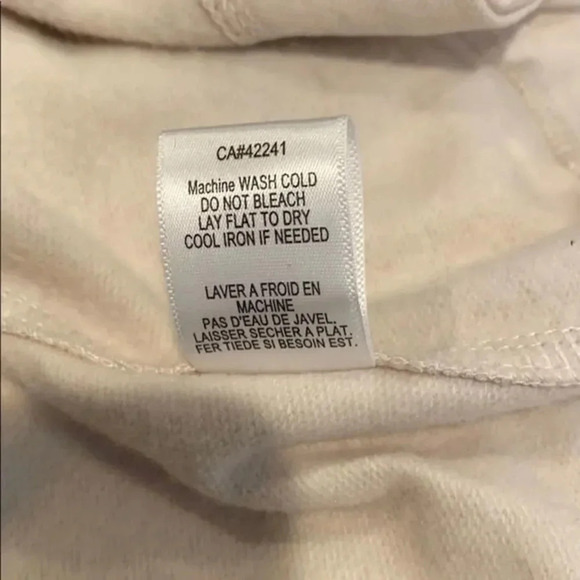 CA#42241
Machine WASH COLD
DO NOT BLEACH
LAY FLAT TO DRY
COOL IRON IF NEEDED
LAVER A FROID EN
MACHINE
PAS D'EAU DE JAVEL.
LAISSER SECHER A PLAT.
FER TIEDE SI BESOIN EST.